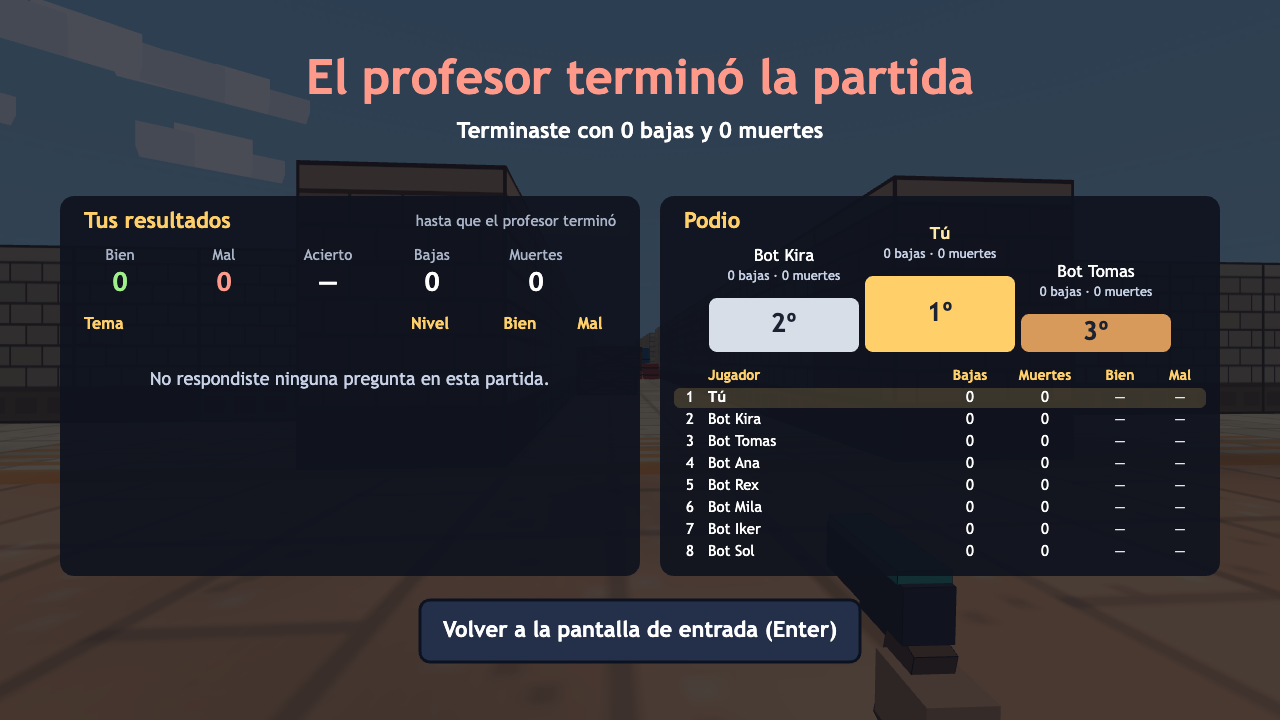 El profesor terminó la partida
Terminaste con 0 bajas y 0 muertes
Tus resultados
hasta que el profesor terminó
Bien Mal Acierto Bajas Muertes
0 0 — 0 0
Tema Nivel Bien Mal
No respondiste ninguna pregunta en esta partida.
Podio
Tú
0 bajas · 0 muertes
Bot Kira
0 bajas · 0 muertes
Bot Tomas
0 bajas · 0 muertes
2º 1º 3º
Jugador Bajas Muertes Bien Mal
1 Tú 0 0 — —
2 Bot Kira 0 0 — —
3 Bot Tomas 0 0 — —
4 Bot Ana 0 0 — —
5 Bot Rex 0 0 — —
6 Bot Mila 0 0 — —
7 Bot Iker 0 0 — —
8 Bot Sol 0 0 — —
Volver a la pantalla de entrada (Enter)